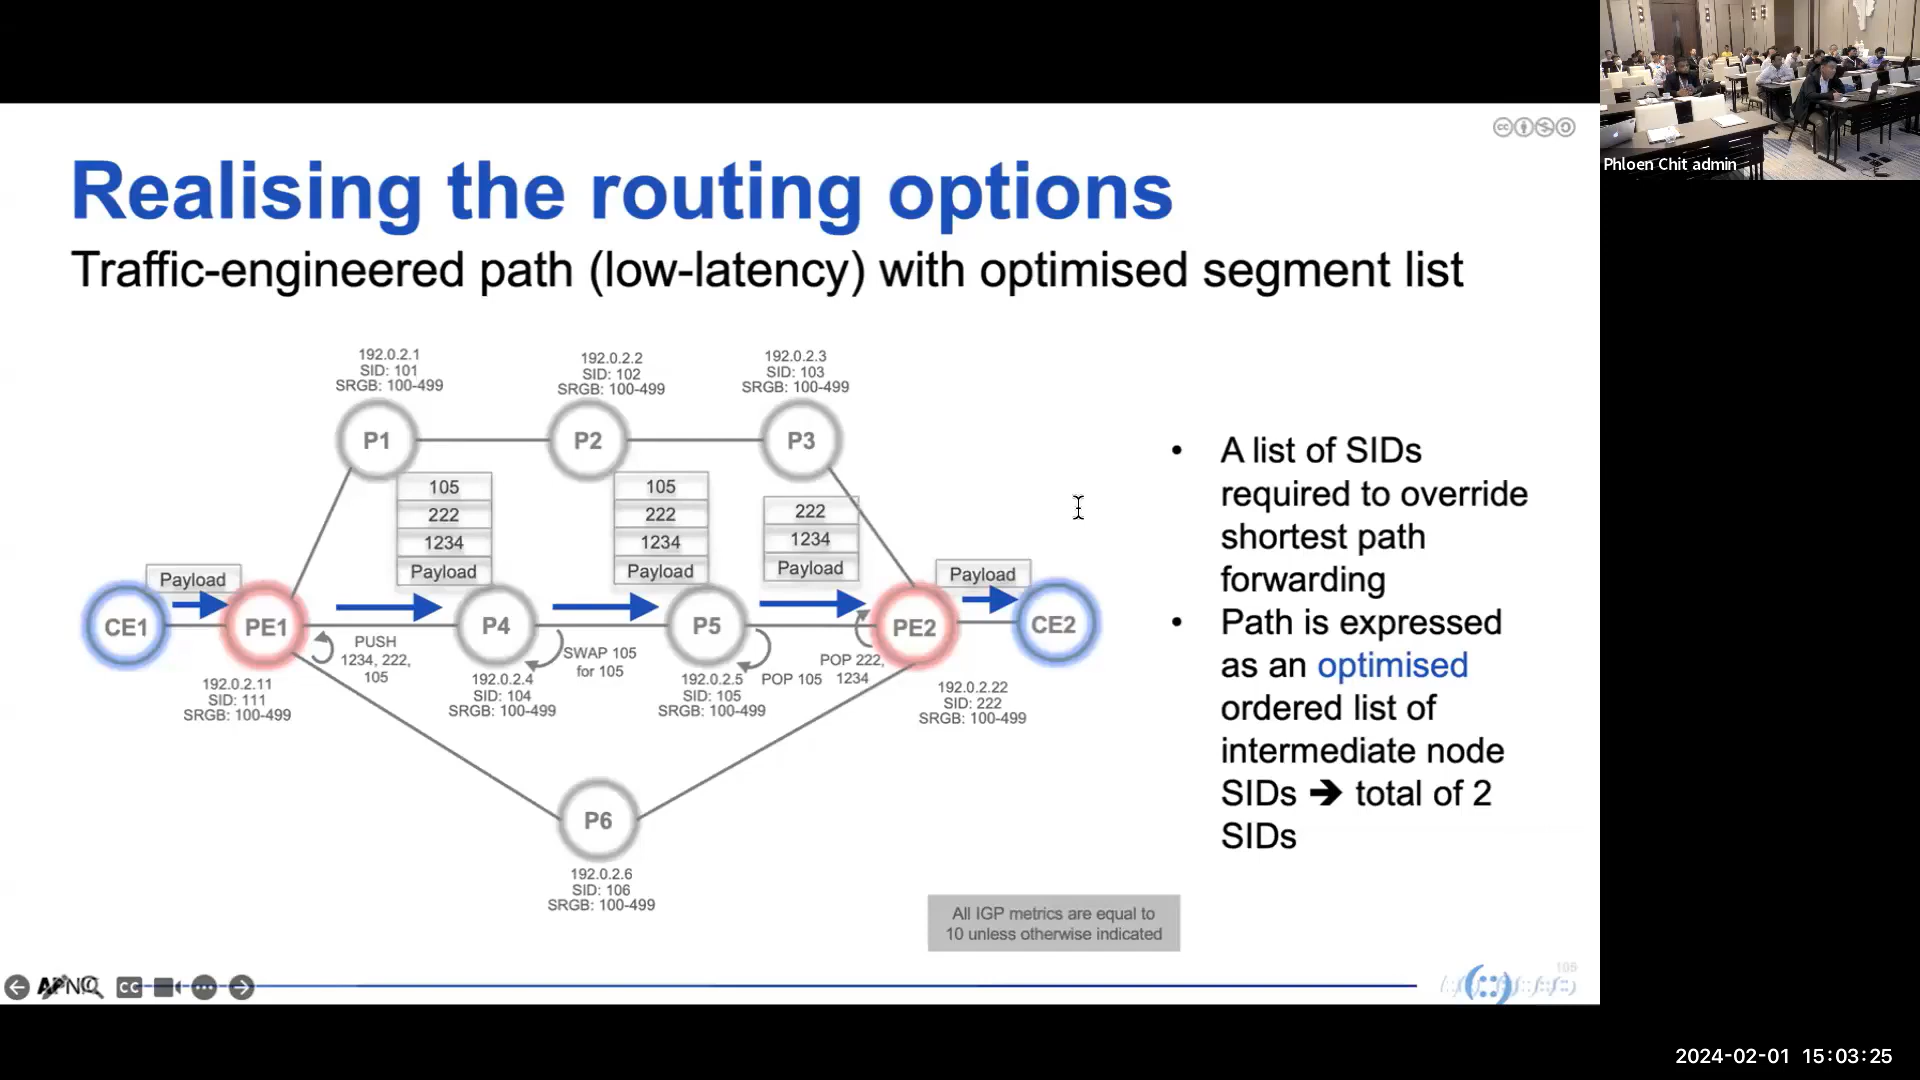 Phloen Chit admin
Realising the routing options
Traffic-engineered path (low-latency) with optimised segment list
192.0.2.1
SID: 101
SRGB: 100-499
192.0.2.2
SID: 102
SRGB: 100-499
192.0.2.3
SID: 103
SRGB: 100-499
P1
P2
P3
105
222
1234
Payload
105
222
1234
Payload
222
1234
Payload
Payload
Payload
CE1
PE1
P4
P5
PE2
CE2
PUSH
1234, 222,
105
SWAP 105
for 105
POP 105
POP 222,
1234
192.0.2.11
SID: 111
SRGB: 100-499
192.0.2.4
SID: 104
SRGB: 100-499
192.0.2.5
SID: 105
SRGB: 100-499
192.0.2.22
SID: 222
SRGB: 100-499
P6
192.0.2.6
SID: 106
SRGB: 100-499
All IGP metrics are equal to
10 unless otherwise indicated
• A list of SIDs
required to override
shortest path
forwarding
• Path is expressed
as an optimised
ordered list of
intermediate node
SIDs ➔ total of 2
SIDs
CC
105
2024-02-01 15:03:25